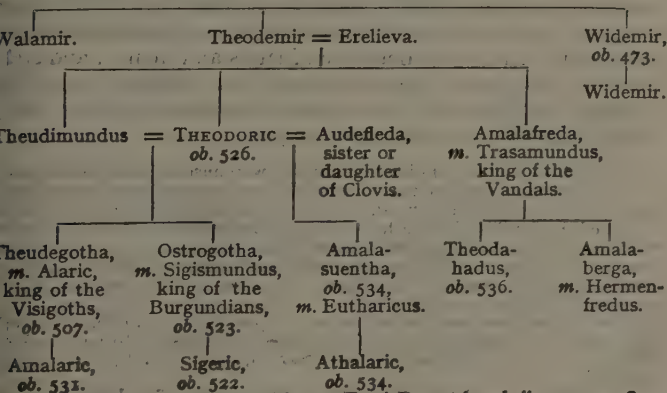 Walamir.
Theodemir = Erelieva.
Widemir,
ob. 473.
Widemir.
Theudimundus = THEODORIC = Audefleda,
ob. 526.
sister or
daughter
of Clovis.
Amalafreda,
m. Trasamundus,
king of the
Vandals.
Theudegotha,
m. Alaric,
king of the
Visigoths,
ob. 507.
Ostrogotha,
m. Sigismundus,
king of the
Burgundians,
ob. 523.
Amala-
suentha,
ob. 534,
m. Eutharicus.
Theoda-
hadus,
ob. 536.
Amala-
berga,
m. Hermen-
fredus.
Amalaric,
ob. 531.
Sigeric,
ob. 522.
Athalaric,
ob. 534.